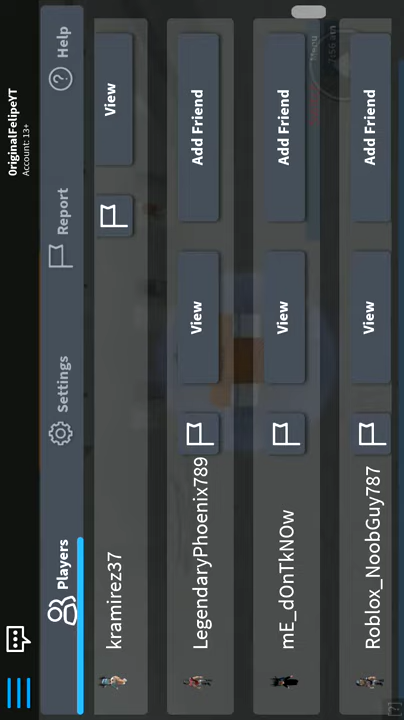 0riginalFelipeYT
Account: 13+
Players
Settings
Report
Help
kramirez37
View
LegendaryPhoenix789
View
Add Friend
mE_dOnTkNOw
View
Add Friend
Roblox_NoobGuy787
View
Add Friend